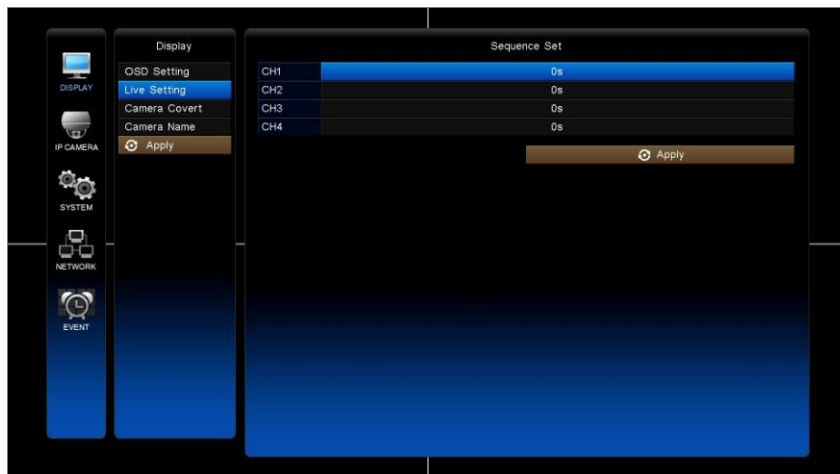 DISPLAY
IP CAMERA
SYSTEM
NETWORK
EVENT
Display
OSD Setting
Live Setting
Camera Covert
Camera Name
Apply
Sequence Set
CH1 0s
CH2 0s
CH3 0s
CH4 0s
Apply